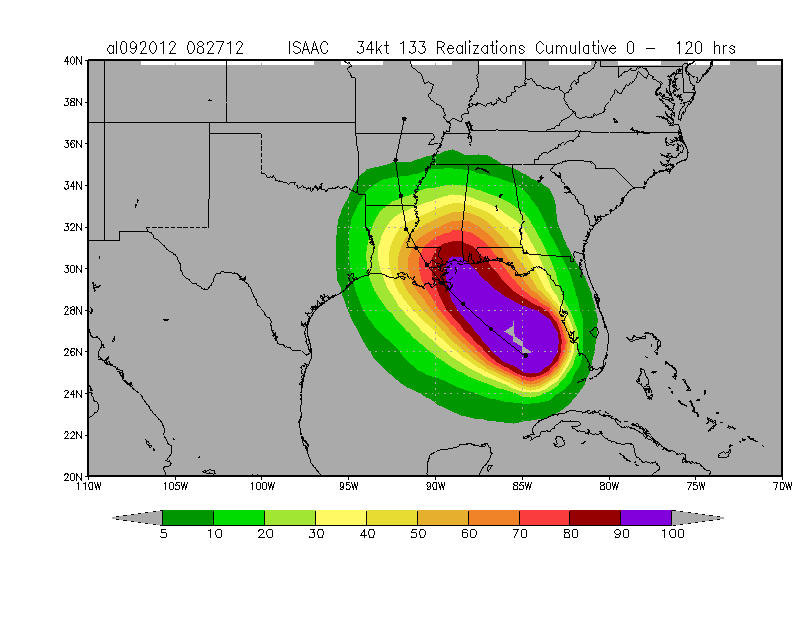 al092012 082712 ISAAC 34kt 133 Realizations Cumulative 0 - 120 hrs
40N
38N
36N
34N
32N
30N
28N
26N
24N
22N
20N
110W 105W 100W 95W 90W 85W 80W 75W 70W
5 10 20 30 40 50 60 70 80 90 100